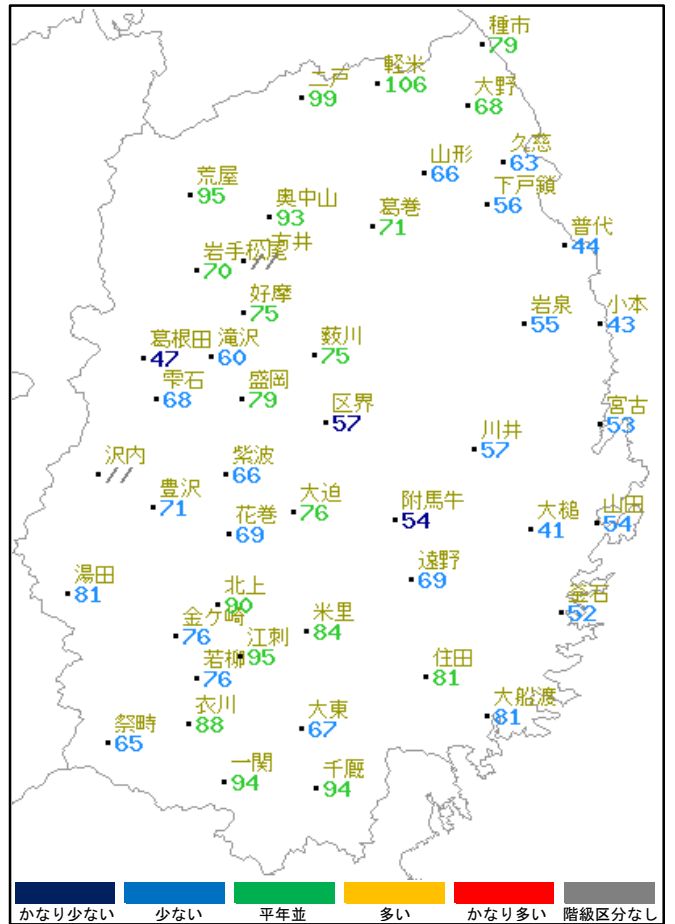 種市
79
軽米
106
二戸
99
大野
68
久慈
63
山形
66
下戸鎖
56
荒屋
95
奥中山
93
葛巻
71
普代
44
一方井
//
岩手松尾
70
好摩
75
岩泉
55
小本
43
葛根田
47
滝沢
60
薮川
75
雫石
68
盛岡
79
区界
57
宮古
53
川井
57
沢内
//
紫波
66
豊沢
71
大迫
76
附馬牛
54
山田
54
大槌
41
花巻
69
遠野
69
湯田
81
北上
90
釜石
52
金ケ崎
76
米里
84
江刺
95
若柳
76
住田
81
大船渡
81
衣川
88
大東
67
祭畤
65
一関
94
千厩
94
かなり少ない 少ない 平年並 多い かなり多い 階級区分なし